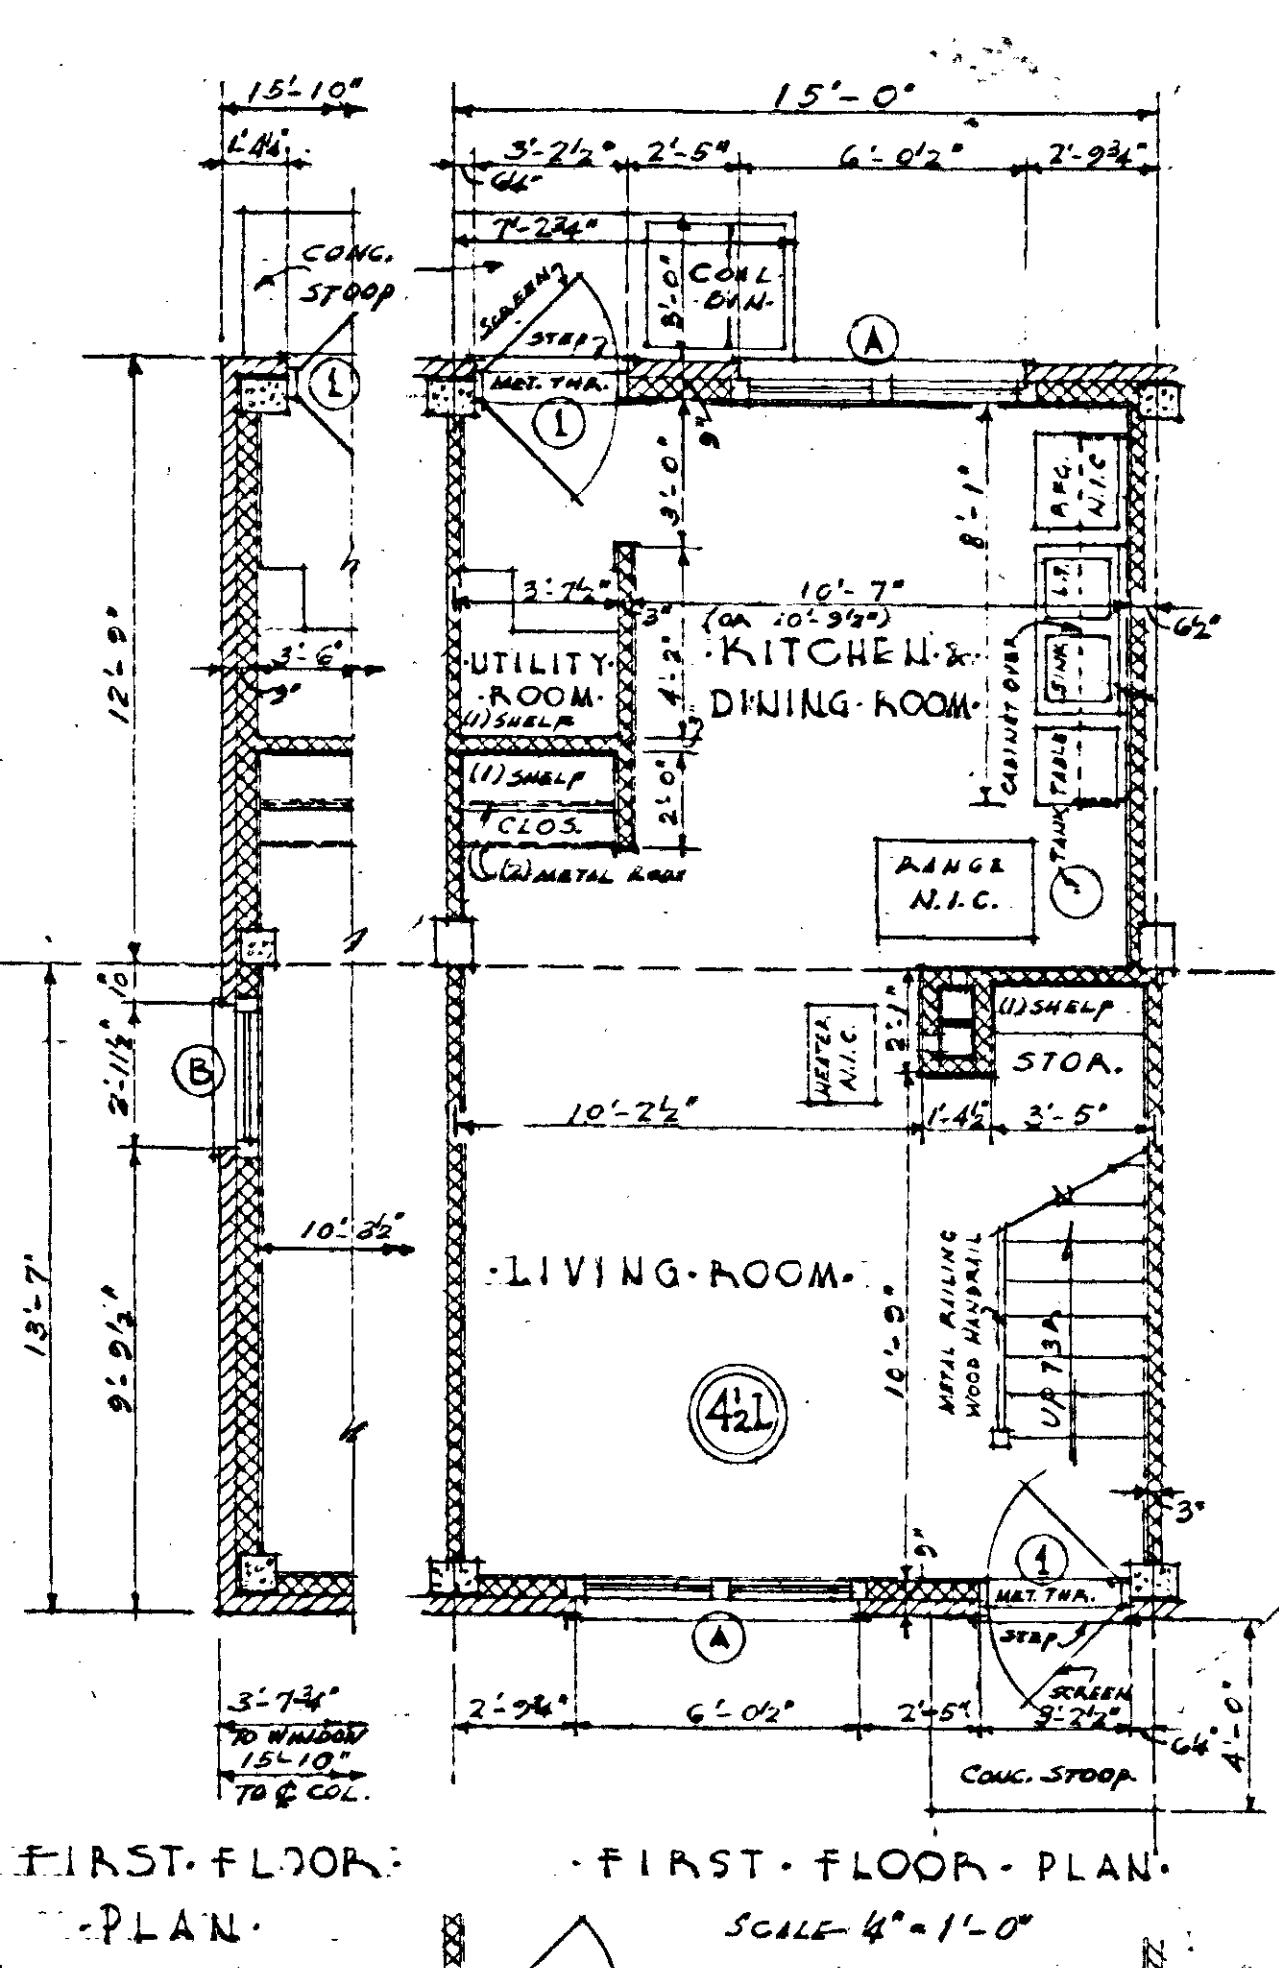 15'-10"
15'-0"
1'-4¼"
3'-2½"
2'-5"
6'-0½"
2'-9¾"
6¼"
7'-2¾"
CONC.
STOOP
SCREEN
STEP
3'-0"
COAL
BIN
A
1
MET. THR.
1
9"
3'-0"
8'-1"
RFG.
N.I.C
12'-9"
3'-7½"
3"
10'-7"
(OR 10'-9½")
L.T.
6½"
3'-6"
9"
·UTILITY·
·ROOM·
(1) SHELF
4'-2"
·KITCHEN·&·
DINING·ROOM·
CABINET OVER
SINK
3"
(1) SHELF
CLOS.
(2) METAL RODS
2'-0"
TABLE
TANK
RANGE
N.I.C.
10"
2'-11½"
B
HEATER
N.I.C.
2'-1"
(1) SHELF
STOR.
10'-2½"
1'-4½"
3'-5"
13'-7"
9'-9½"
10'-3½"
·LIVING·ROOM·
10'-9"
METAL RAILING
WOOD HANDRAIL
UP 13R
4½L
3"
9"
1
MET. THR.
A
STEP
SCREEN
3'-7¾"
TO WINDOW
15'-10"
TO ℄ COL.
2'-9¾"
6'-0½"
2'-5"
3'-2½"
6¼"
4'-0"
CONC. STOOP
FIRST·FLOOR·
·PLAN·
·FIRST·FLOOR·PLAN·
SCALE ¼" = 1'-0"